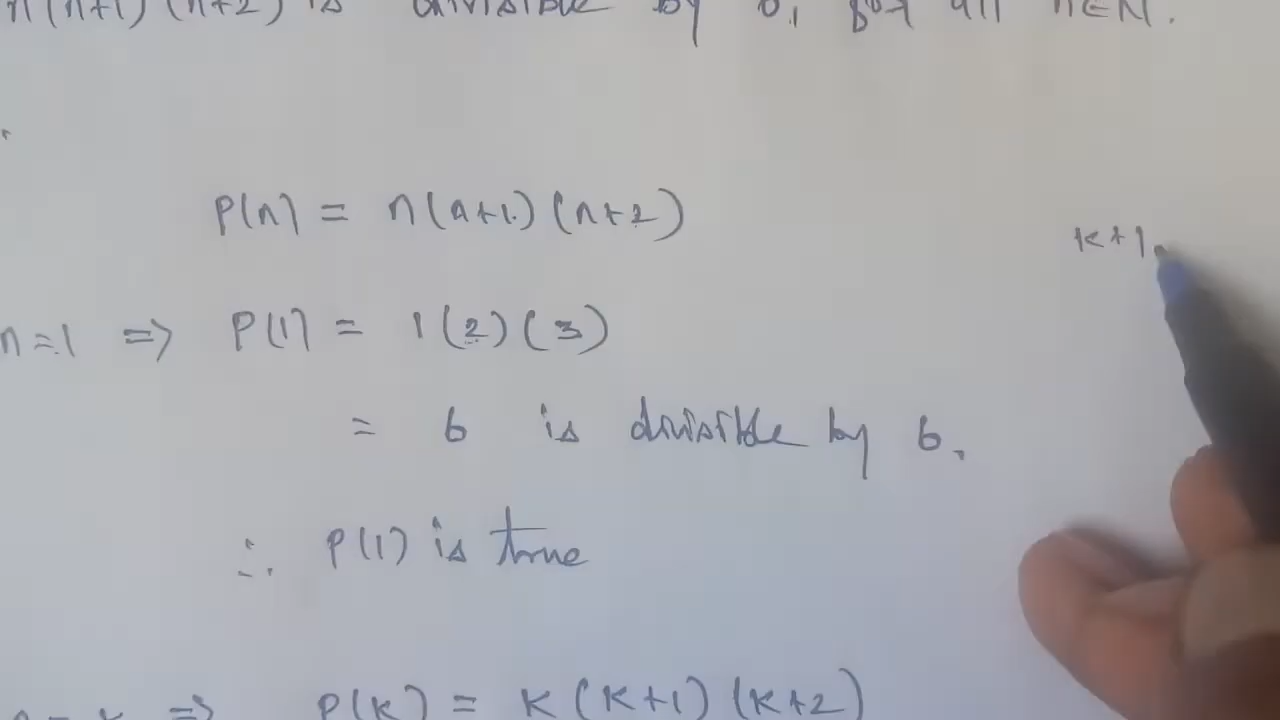 n(n+1)(n+2) is divisible by 6, for all n∈N.
P(n) = n(n+1)(n+2)
k+1
n=1 => P(1) = 1(2)(3)
= 6 is divisible by 6.
∴ P(1) is true
n = k => P(k) = k(k+1)(k+2)